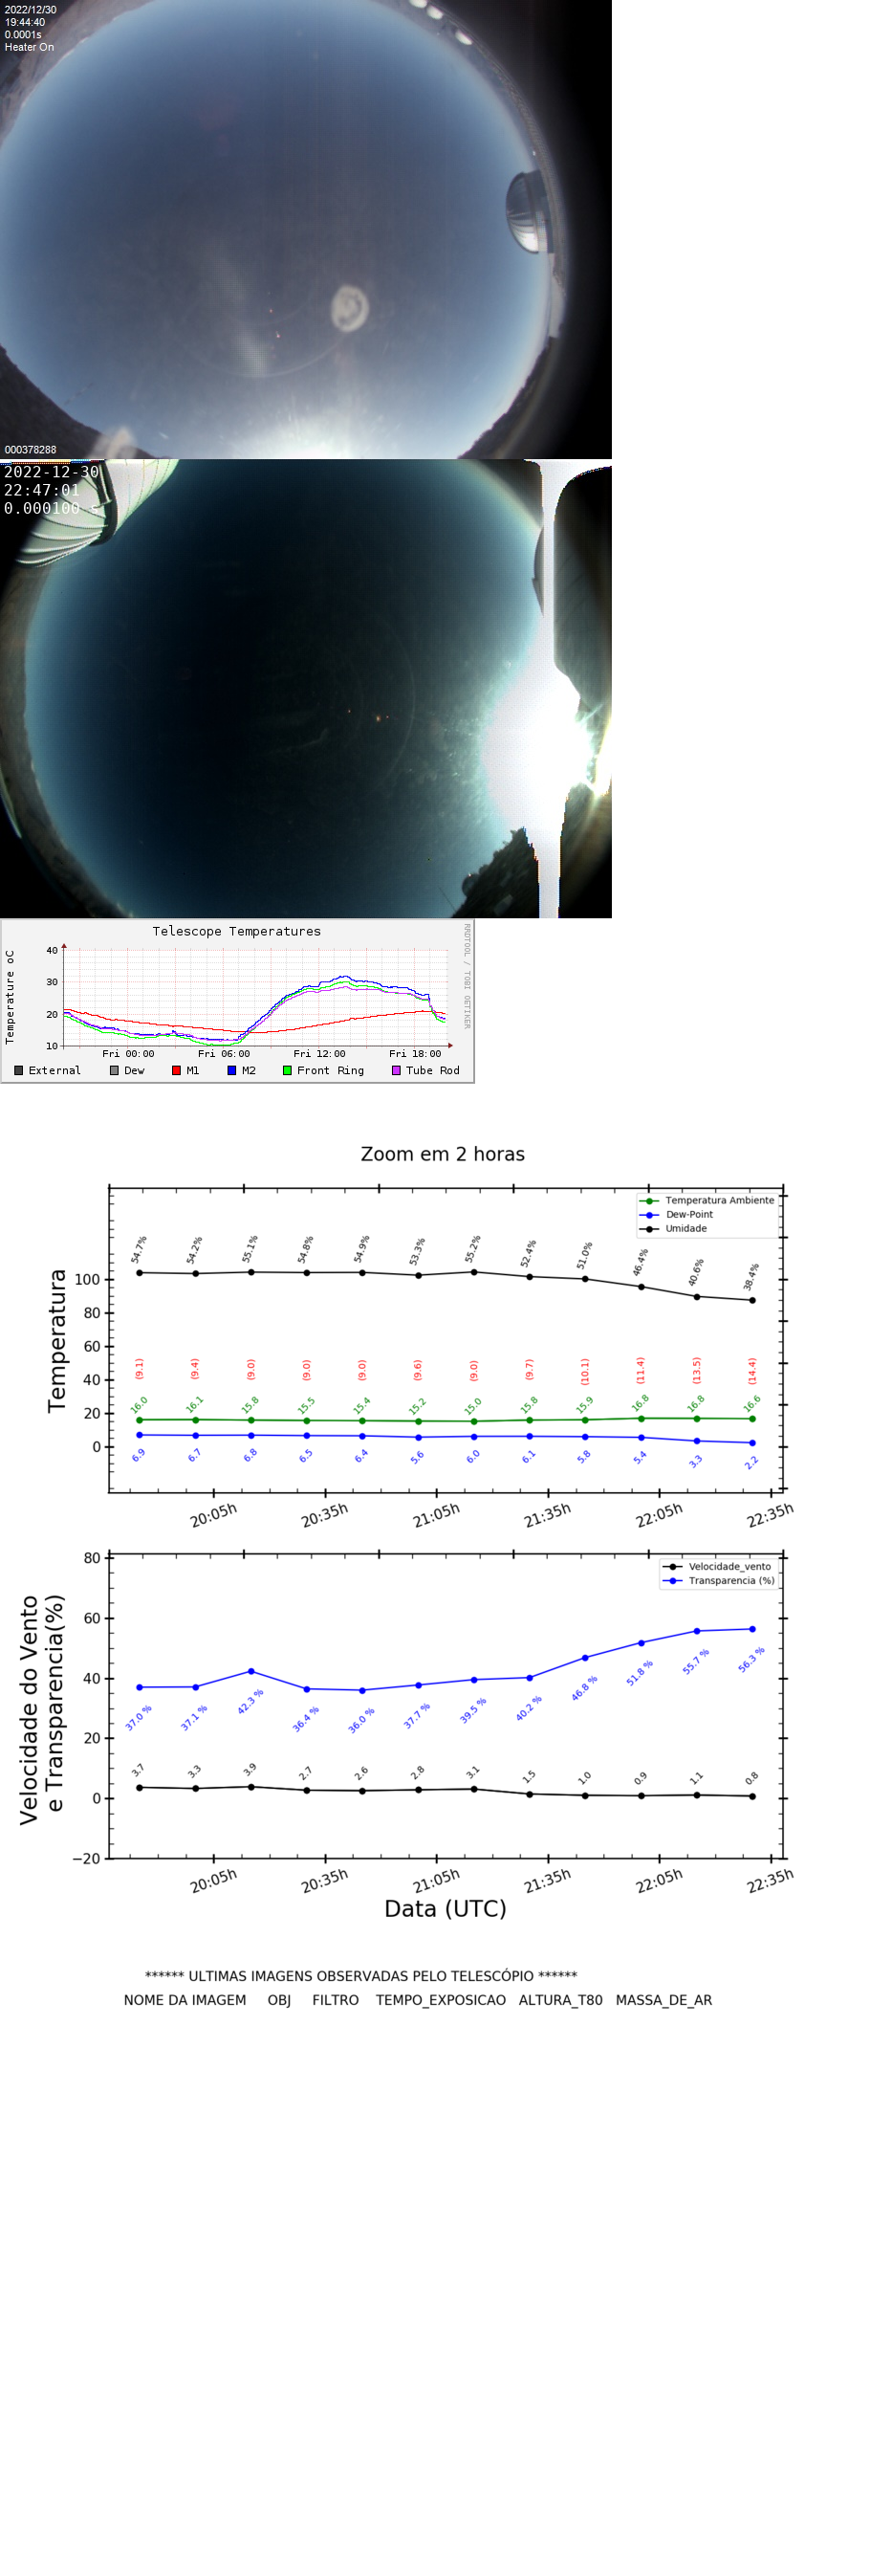 2022/12/30
19:44:40
0.0001s
Heater On
000378288
2022-12-30
22:47:01
0.000100 s
Telescope Temperatures
RRDTOOL / TOBI OETIKER
Temperature oC
40
30
20
10
Fri 00:00 Fri 06:00 Fri 12:00 Fri 18:00
External Dew M1 M2 Front Ring Tube Rod
Zoom em 2 horas
Temperatura Ambiente
Dew-Point
Umidade
Temperatura
100
80
60
40
20
0
54.7% 54.2% 55.1% 54.8% 54.9% 53.3% 55.2% 52.4% 51.0% 46.4% 40.6% 38.4%
(9.1) (9.4) (9.0) (9.0) (9.0) (9.6) (9.0) (9.7) (10.1) (11.4) (13.5) (14.4)
16.0 16.1 15.8 15.5 15.4 15.2 15.0 15.8 15.9 16.8 16.8 16.6
6.9 6.7 6.8 6.5 6.4 5.6 6.0 6.1 5.8 5.4 3.3 2.2
20:05h 20:35h 21:05h 21:35h 22:05h 22:35h
Velocidade_vento
Transparencia (%)
Velocidade do Vento
e Transparencia(%)
80
60
40
20
0
−20
37.0 % 37.1 % 42.3 % 36.4 % 36.0 % 37.7 % 39.5 % 40.2 % 46.8 % 51.8 % 55.7 % 56.3 %
3.7 3.3 3.9 2.7 2.6 2.8 3.1 1.5 1.0 0.9 1.1 0.8
20:05h 20:35h 21:05h 21:35h 22:05h 22:35h
Data (UTC)
****** ULTIMAS IMAGENS OBSERVADAS PELO TELESCÓPIO ******
NOME DA IMAGEM OBJ FILTRO TEMPO_EXPOSICAO ALTURA_T80 MASSA_DE_AR